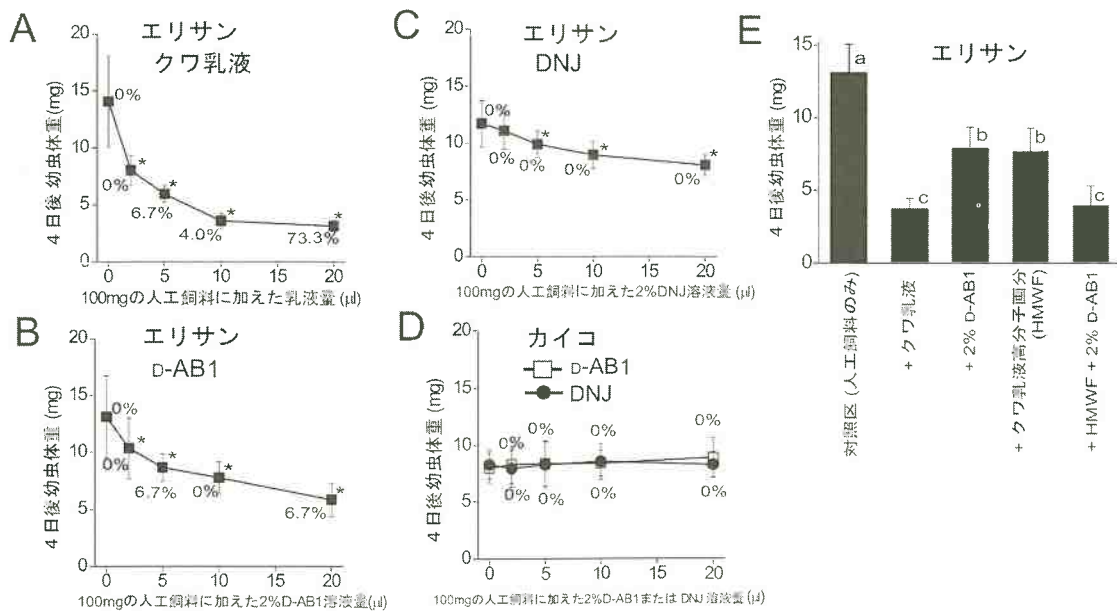 A
エリサン
クワ乳液
4日後幼虫体重(mg)
20
15
10
5
0
0%
0%
*
6.7%
*
4.0%
*
73.3%
*
0
5
10
15
20
100mgの人工飼料に加えた乳液量(μl)
B
エリサン
D-AB1
4日後幼虫体重(mg)
20
15
10
5
0
0%
0%
*
6.7%
*
0%
*
6.7%
*
0
5
10
15
20
100mgの人工飼料に加えた2%D-AB1溶液量(μl)
C
エリサン
DNJ
4日後幼虫体重(mg)
20
15
10
5
0
0%
0%
0%
*
0%
*
0%
*
0
5
10
15
20
100mgの人工飼料に加えた2%DNJ溶液量(μl)
D
カイコ
D-AB1
DNJ
4日後幼虫体重(mg)
20
15
10
5
0
0%
0%
0%
0%
0%
0%
0%
0%
0
5
10
15
20
100mgの人工飼料に加えた2%D-AB1またはDNJ溶液量(μl)
E
エリサン
4日後幼虫体重(mg)
15
10
5
0
a
c
b
b
c
対照区(人工飼料のみ)
+クワ乳液
+2% D-AB1
+クワ乳液高分子画分
(HMWF)
+HMWF+2% D-AB1